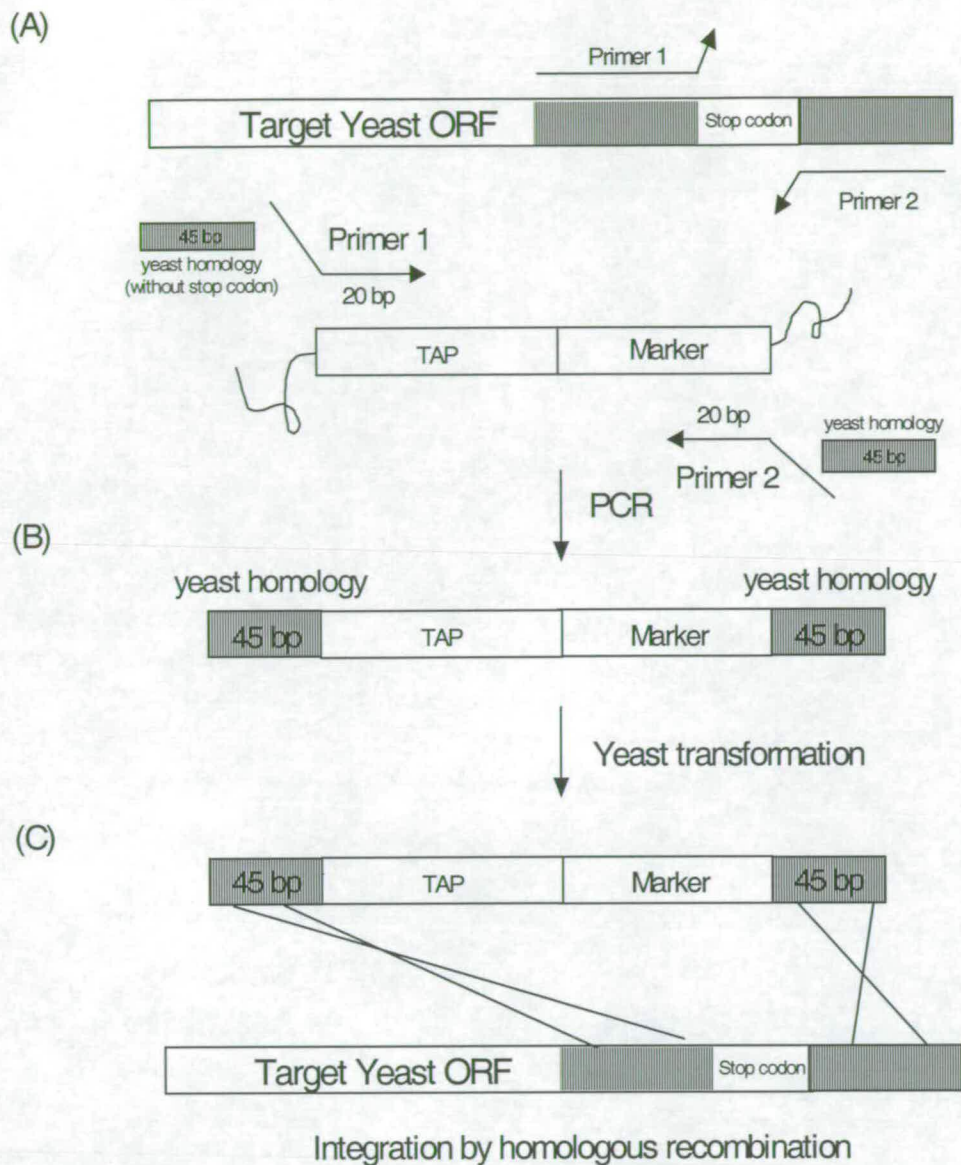 (A)
Primer 1
Target Yeast ORF
Stop codon
Primer 2
45 bp
yeast homology
(without stop codon)
Primer 1
20 bp
TAP
Marker
20 bp
Primer 2
yeast homology
45 bp
PCR
(B)
yeast homology
yeast homology
45 bp
TAP
Marker
45 bp
Yeast transformation
(C)
45 bp
TAP
Marker
45 bp
Target Yeast ORF
Stop codon
Integration by homologous recombination